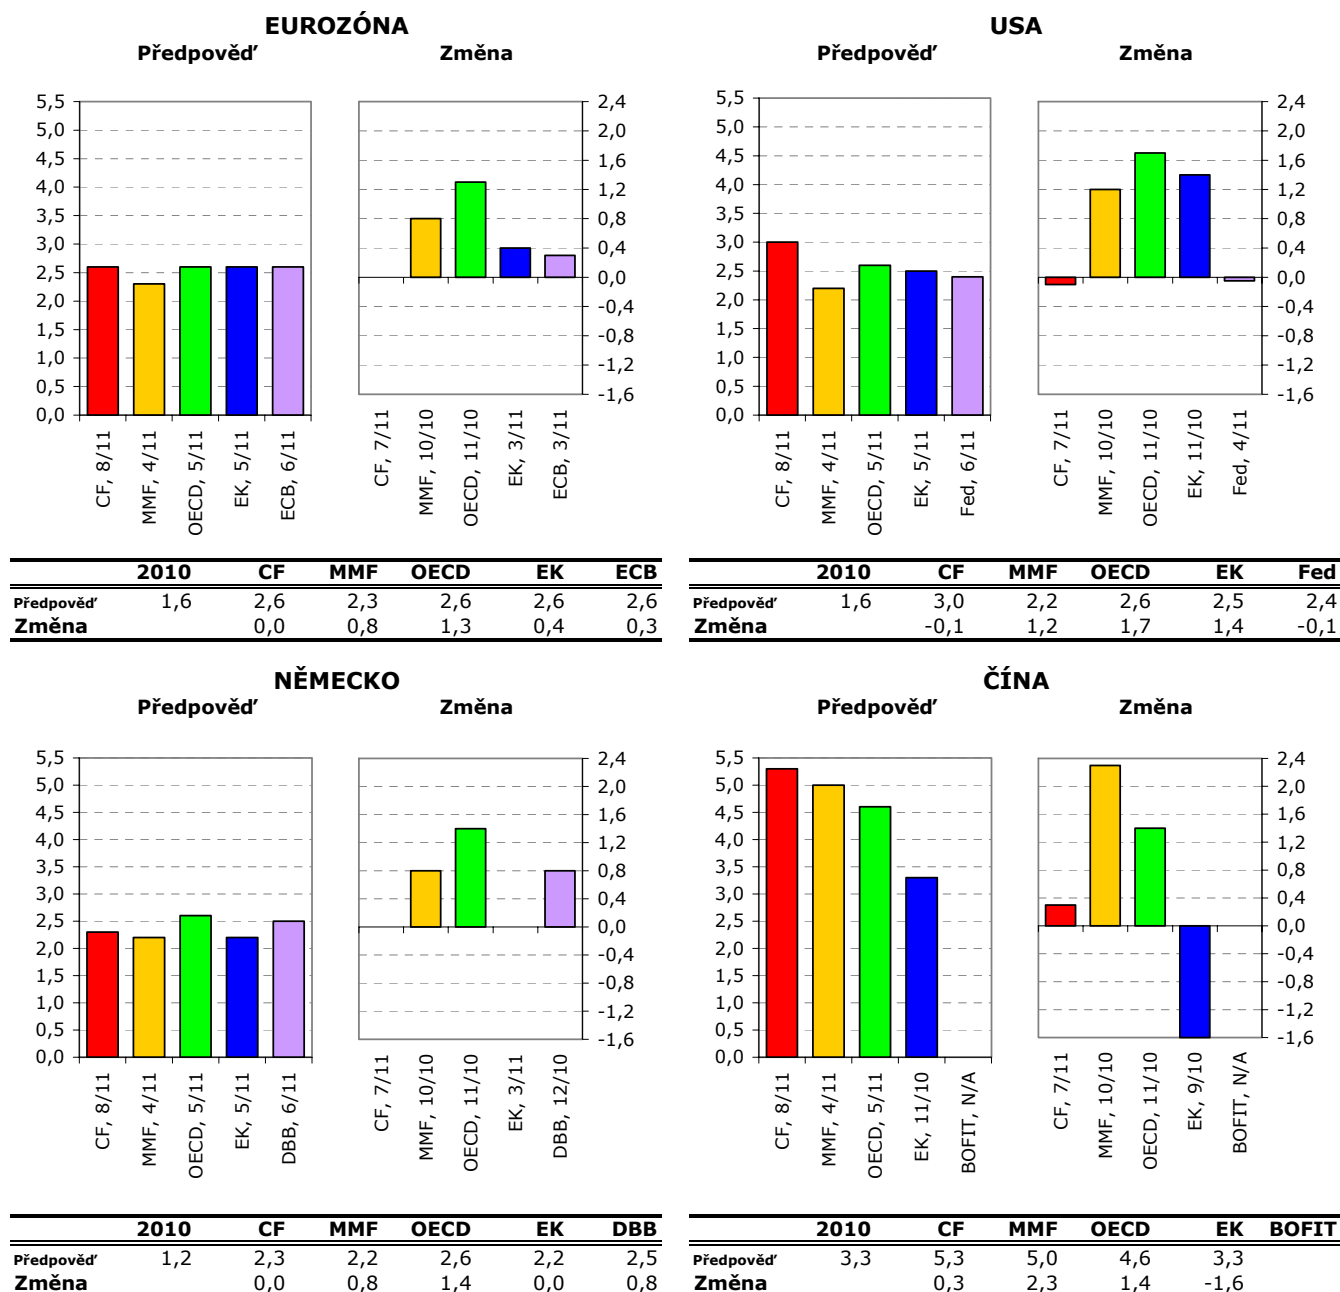 EUROZÓNA
Předpověď Změna
5,5
5,0
4,5
4,0
3,5
3,0
2,5
2,0
1,5
1,0
0,5
0,0
CF, 8/11
MMF, 4/11
OECD, 5/11
EK, 5/11
ECB, 6/11
2,4
2,0
1,6
1,2
0,8
0,4
0,0
-0,4
-0,8
-1,2
-1,6
CF, 7/11
MMF, 10/10
OECD, 11/10
EK, 3/11
ECB, 3/11
2010 CF MMF OECD EK ECB
Předpověď 1,6 2,6 2,3 2,6 2,6 2,6
Změna 0,0 0,8 1,3 0,4 0,3
USA
Předpověď Změna
5,5
5,0
4,5
4,0
3,5
3,0
2,5
2,0
1,5
1,0
0,5
0,0
CF, 8/11
MMF, 4/11
OECD, 5/11
EK, 5/11
Fed, 6/11
2,4
2,0
1,6
1,2
0,8
0,4
0,0
-0,4
-0,8
-1,2
-1,6
CF, 7/11
MMF, 10/10
OECD, 11/10
EK, 11/10
Fed, 4/11
2010 CF MMF OECD EK Fed
Předpověď 1,6 3,0 2,2 2,6 2,5 2,4
Změna -0,1 1,2 1,7 1,4 -0,1
NĚMECKO
Předpověď Změna
5,5
5,0
4,5
4,0
3,5
3,0
2,5
2,0
1,5
1,0
0,5
0,0
CF, 8/11
MMF, 4/11
OECD, 5/11
EK, 5/11
DBB, 6/11
2,4
2,0
1,6
1,2
0,8
0,4
0,0
-0,4
-0,8
-1,2
-1,6
CF, 7/11
MMF, 10/10
OECD, 11/10
EK, 3/11
DBB, 12/10
2010 CF MMF OECD EK DBB
Předpověď 1,2 2,3 2,2 2,6 2,2 2,5
Změna 0,0 0,8 1,4 0,0 0,8
ČÍNA
Předpověď Změna
5,5
5,0
4,5
4,0
3,5
3,0
2,5
2,0
1,5
1,0
0,5
0,0
CF, 8/11
MMF, 4/11
OECD, 5/11
EK, 11/10
BOFIT, N/A
2,4
2,0
1,6
1,2
0,8
0,4
0,0
-0,4
-0,8
-1,2
-1,6
CF, 7/11
MMF, 10/10
OECD, 11/10
EK, 9/10
BOFIT, N/A
2010 CF MMF OECD EK BOFIT
Předpověď 3,3 5,3 5,0 4,6 3,3
Změna 0,3 2,3 1,4 -1,6